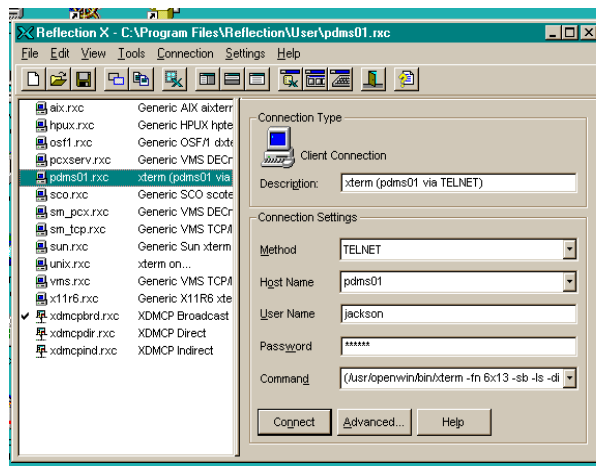 Reflection X - C:\Program Files\Reflection\User\pdms01.rxc
File Edit View Tools Connection Settings Help
aix.rxc Generic AIX aixterr
hpux.rxc Generic HPUX hpte
osf1.rxc Generic OSF/1 dxte
pcxserv.rxc Generic VMS DECr
pdms01.rxc xterm (pdms01 via
sco.rxc Generic SCO scote
sm_pcx.rxc Generic VMS DECr
sm_tcp.rxc Generic VMS TCP/
sun.rxc Generic Sun xterm
unix.rxc xterm on...
vms.rxc Generic VMS TCP/
x11r6.rxc Generic X11R6 xte
xdmcpbrd.rxc XDMCP Broadcast
xdmcpdir.rxc XDMCP Direct
xdmcpind.rxc XDMCP Indirect
Connection Type
Client Connection
Description: xterm (pdms01 via TELNET)
Connection Settings
Method TELNET
Host Name pdms01
User Name jackson
Password ******
Command (/usr/openwin/bin/xterm -fn 6x13 -sb -ls -di
Connect Advanced... Help